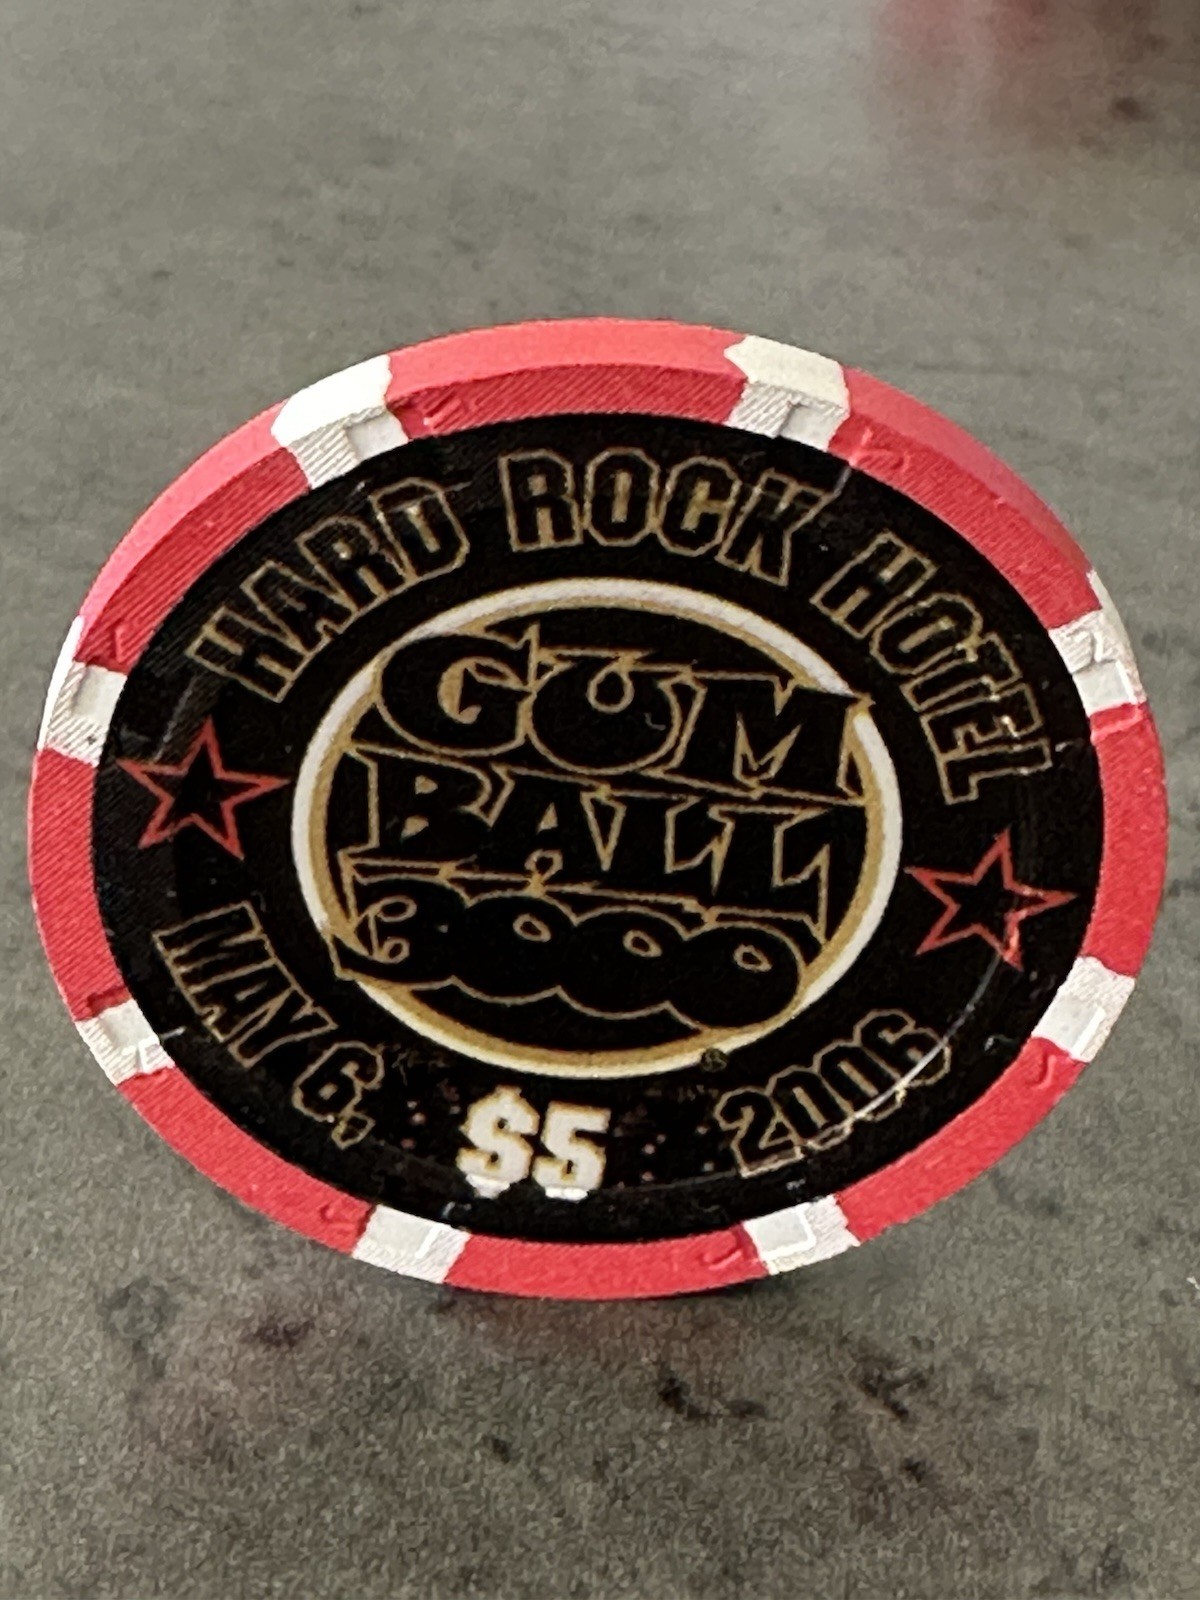 HARD ROCK HOTEL
GUM
BALL
3000
®
MAY 6, 2006
$5